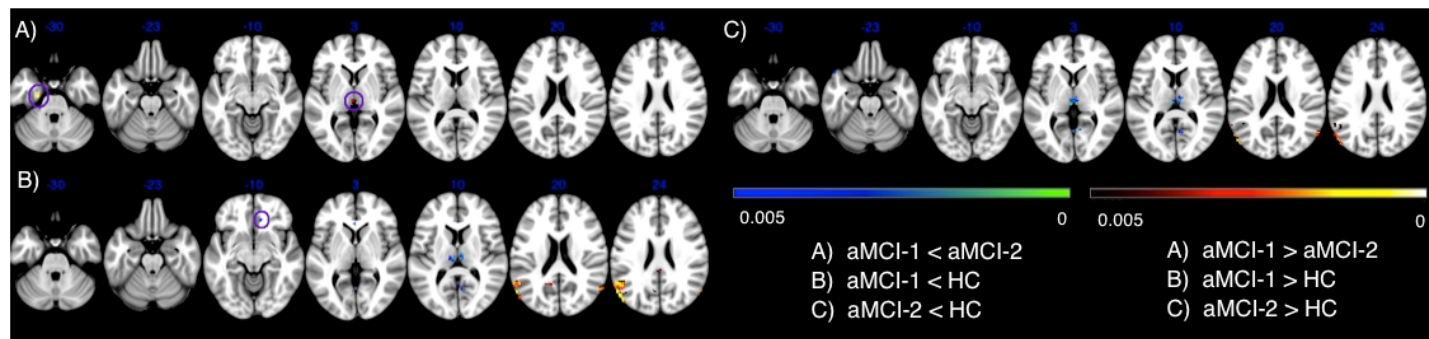 A) -30 -23 -10 3 10 20 24
B) -30 -23 -10 3 10 20 24
C) -30 -23 -10 3 10 20 24
0.005 0
A) aMCI-1 < aMCI-2
B) aMCI-1 < HC
C) aMCI-2 < HC
0.005 0
A) aMCI-1 > aMCI-2
B) aMCI-1 > HC
C) aMCI-2 > HC